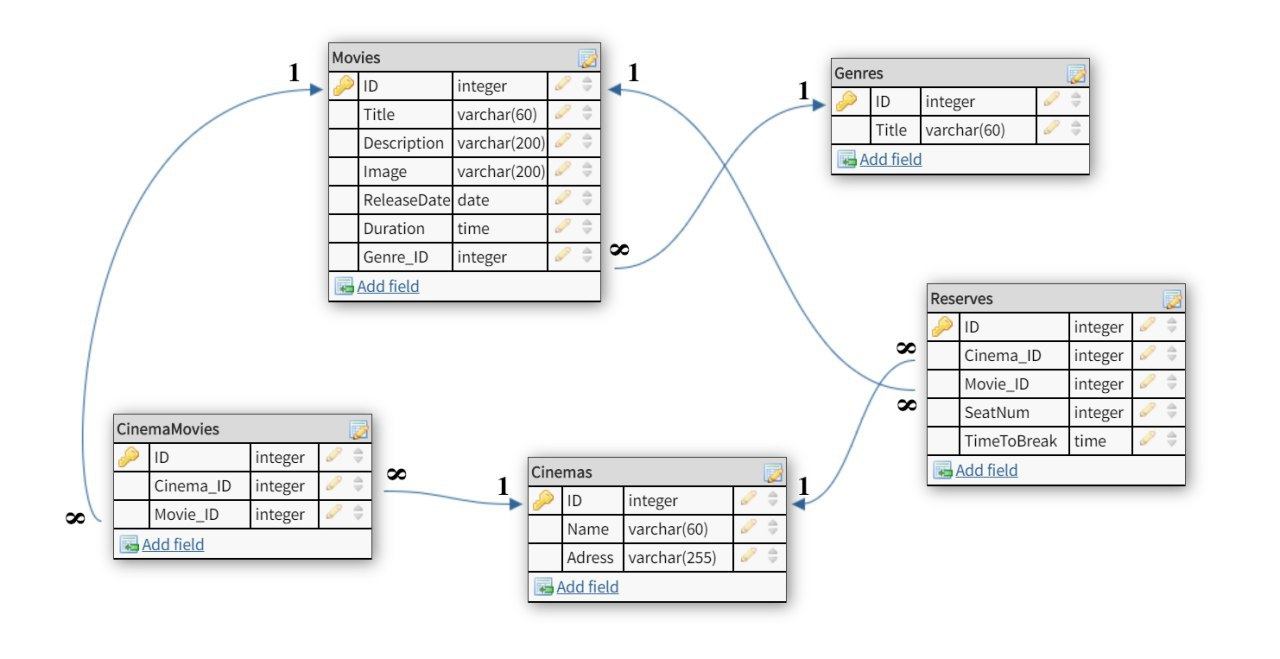 Movies
1
ID integer
Title varchar(60)
Description varchar(200)
Image varchar(200)
ReleaseDate date
Duration time
Genre_ID integer
Add field
1
∞
Genres
1
ID integer
Title varchar(60)
Add field
Reserves
ID integer
∞
Cinema_ID integer
Movie_ID integer
∞
SeatNum integer
TimeToBreak time
Add field
CinemaMovies
ID integer
Cinema_ID integer
∞
Movie_ID integer
∞
Add field
Cinemas
1
ID integer
1
Name varchar(60)
Adress varchar(255)
Add field